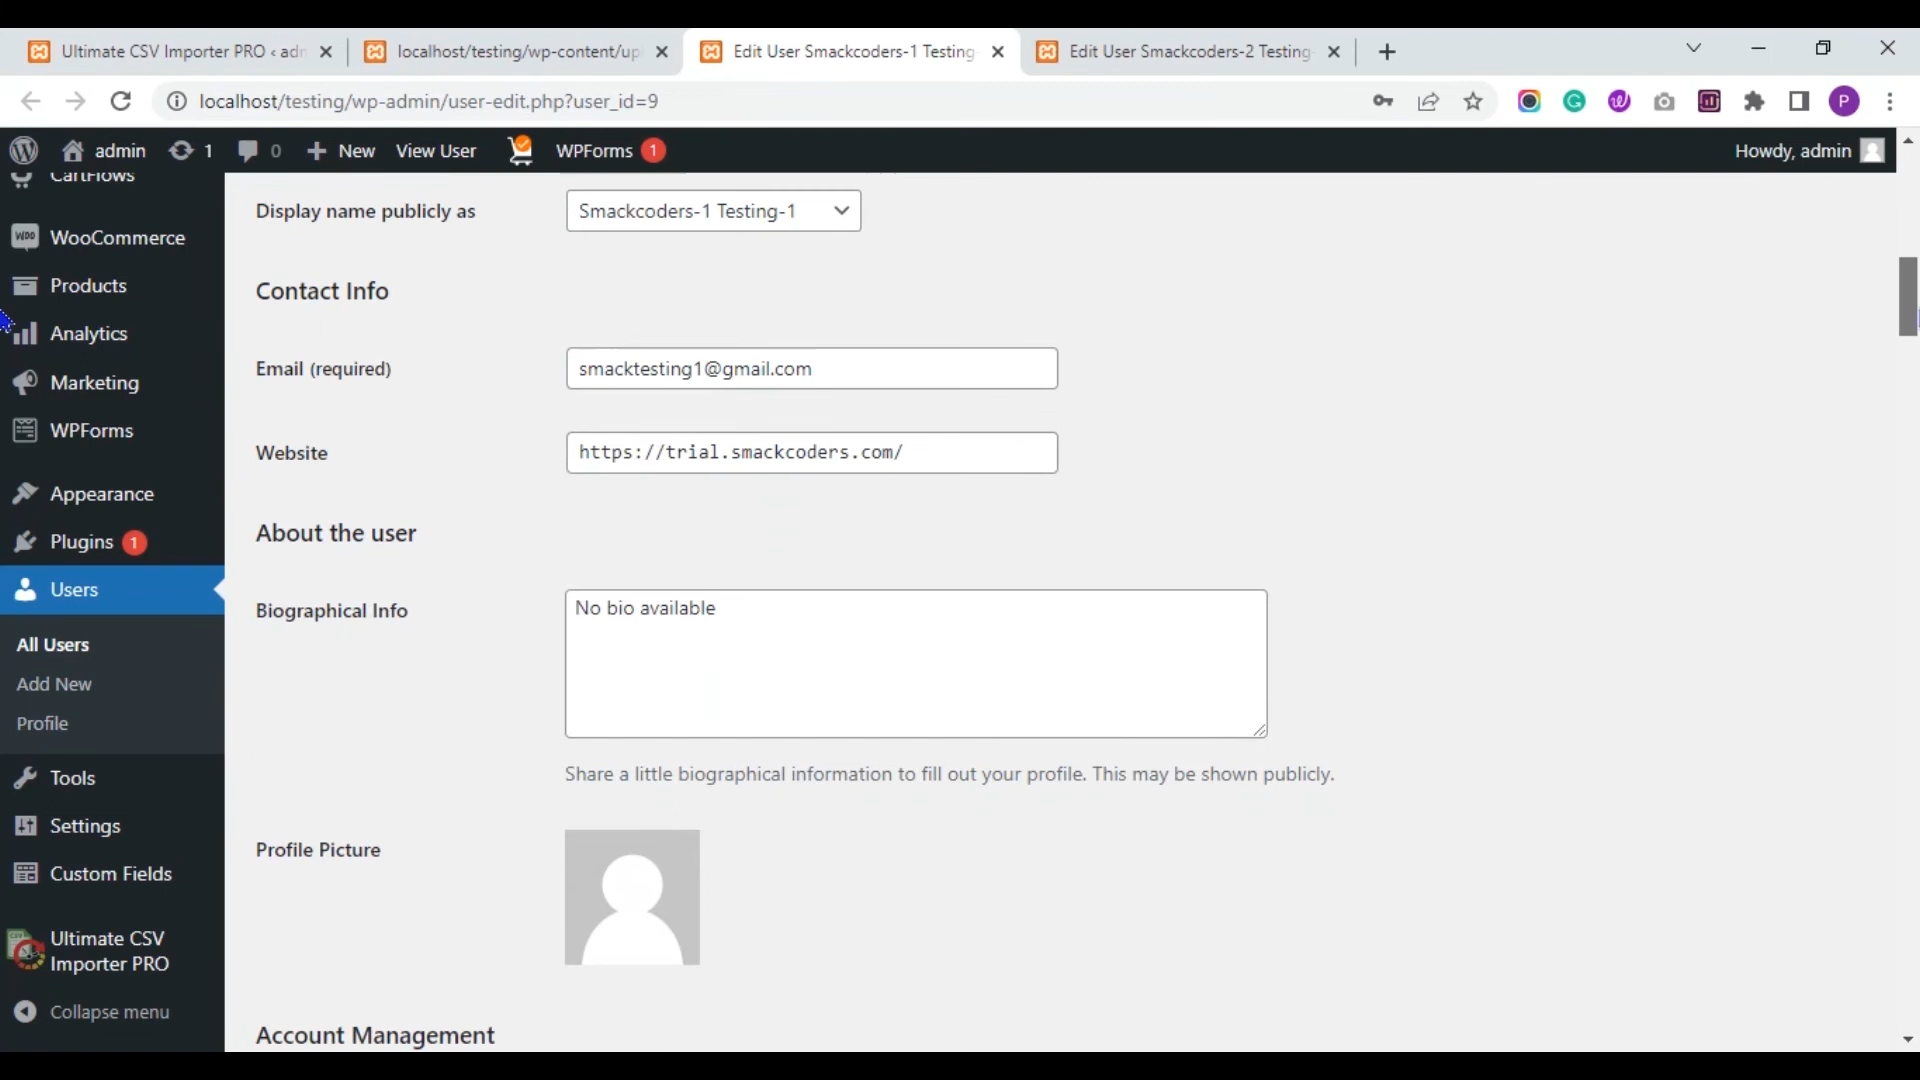 Ultimate CSV Importer PRO ‹ adm
localhost/testing/wp-content/up
Edit User Smackcoders-1 Testing-
Edit User Smackcoders-2 Testing
localhost/testing/wp-admin/user-edit.php?user_id=9
P
admin
1
0
New
View User
WPForms
1
Howdy, admin
CartFlows
WooCommerce
Products
Analytics
Marketing
WPForms
Appearance
Plugins
1
Users
All Users
Add New
Profile
Tools
Settings
Custom Fields
Ultimate CSV
Importer PRO
Collapse menu
Display name publicly as
Smackcoders-1 Testing-1
Contact Info
Email (required)
smacktesting1@gmail.com
Website
https://trial.smackcoders.com/
About the user
Biographical Info
No bio available
Share a little biographical information to fill out your profile. This may be shown publicly.
Profile Picture
Account Management